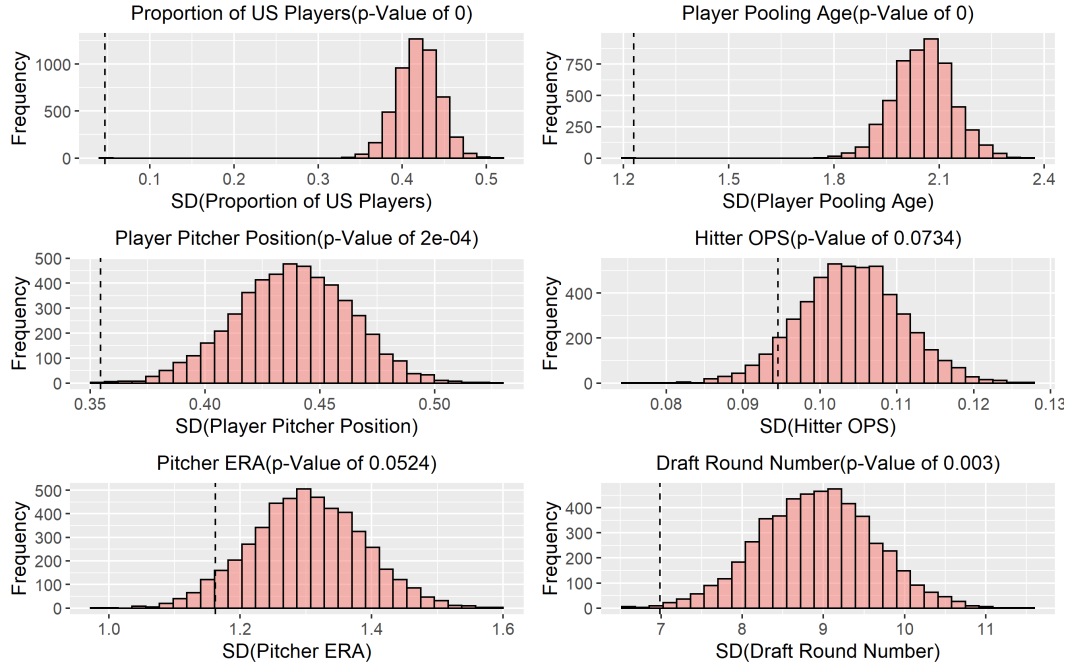 Proportion of US Players(p-Value of 0)
Frequency
1000
500
0
0.1 0.2 0.3 0.4 0.5
SD(Proportion of US Players)
Player Pooling Age(p-Value of 0)
Frequency
750
500
250
0
1.2 1.5 1.8 2.1 2.4
SD(Player Pooling Age)
Player Pitcher Position(p-Value of 2e-04)
Frequency
500
400
300
200
100
0
0.35 0.40 0.45 0.50
SD(Player Pitcher Position)
Hitter OPS(p-Value of 0.0734)
Frequency
400
200
0
0.08 0.09 0.10 0.11 0.12 0.13
SD(Hitter OPS)
Pitcher ERA(p-Value of 0.0524)
Frequency
500
400
300
200
100
0
1.0 1.2 1.4 1.6
SD(Pitcher ERA)
Draft Round Number(p-Value of 0.003)
Frequency
400
300
200
100
0
7 8 9 10 11
SD(Draft Round Number)